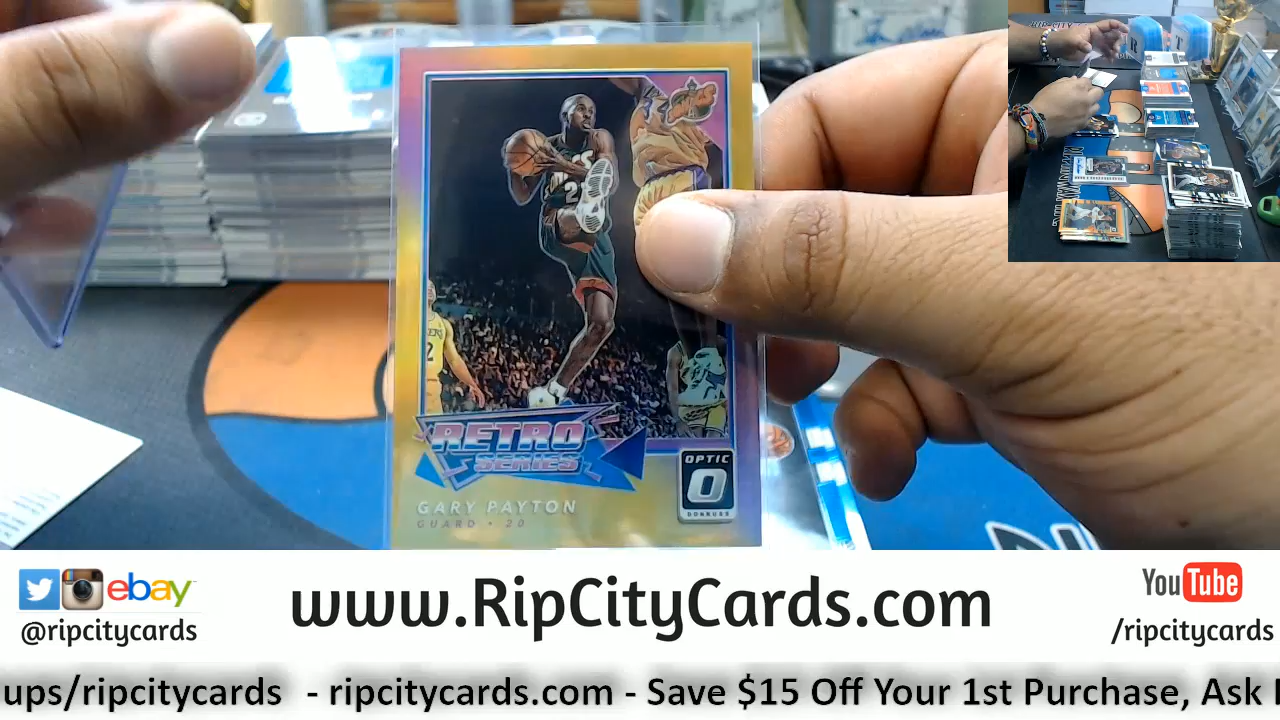 RETRO
SERIES
OPTIC
DONRUSS
GARY PAYTON
GUARD • 20
ebay
@ripcitycards
www.RipCityCards.com
YouTube
/ripcitycards
ups/ripcitycards - ripcitycards.com - Save $15 Off Your 1st Purchase, Ask